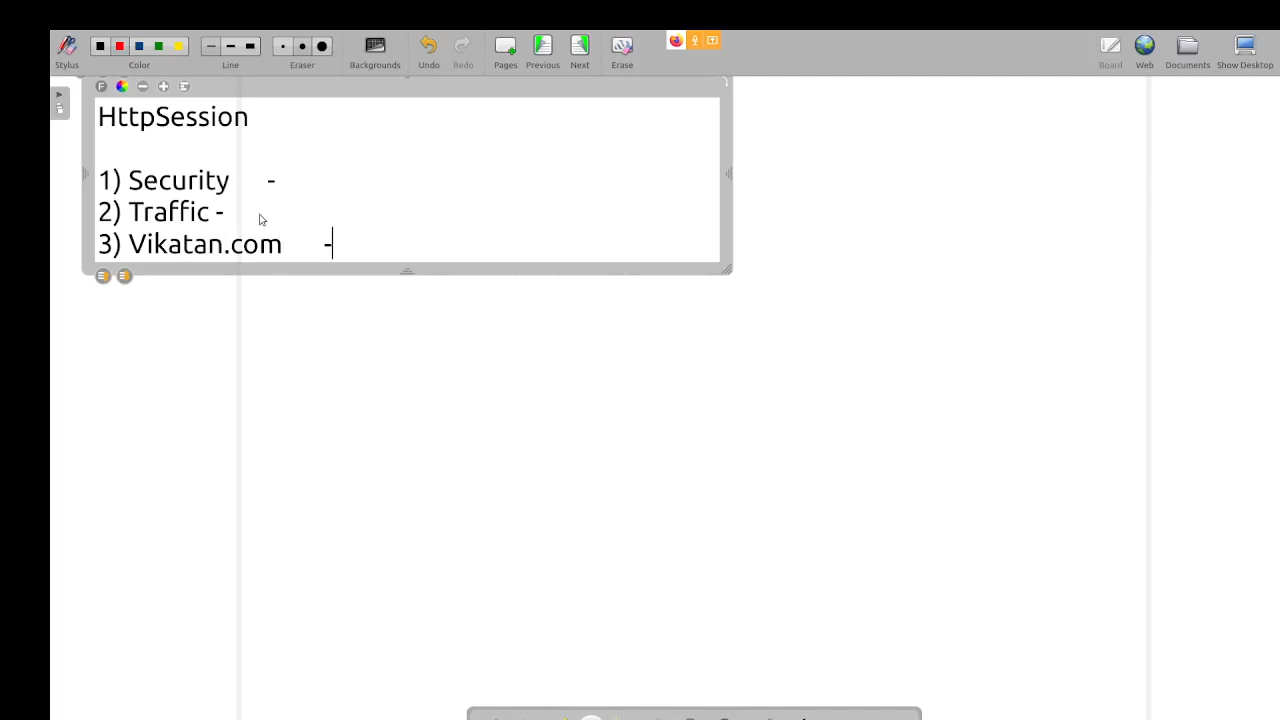 Stylus Color Line Eraser Backgrounds Undo Redo Pages Previous Next Erase Board Web Documents Show Desktop
HttpSession
1) Security -
2) Traffic -
3) Vikatan.com -